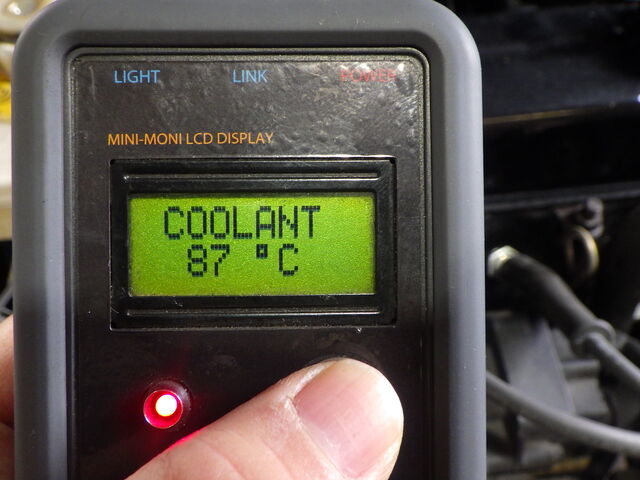 LIGHT LINK POWER
MINI-MONI LCD DISPLAY
COOLANT
87 °C